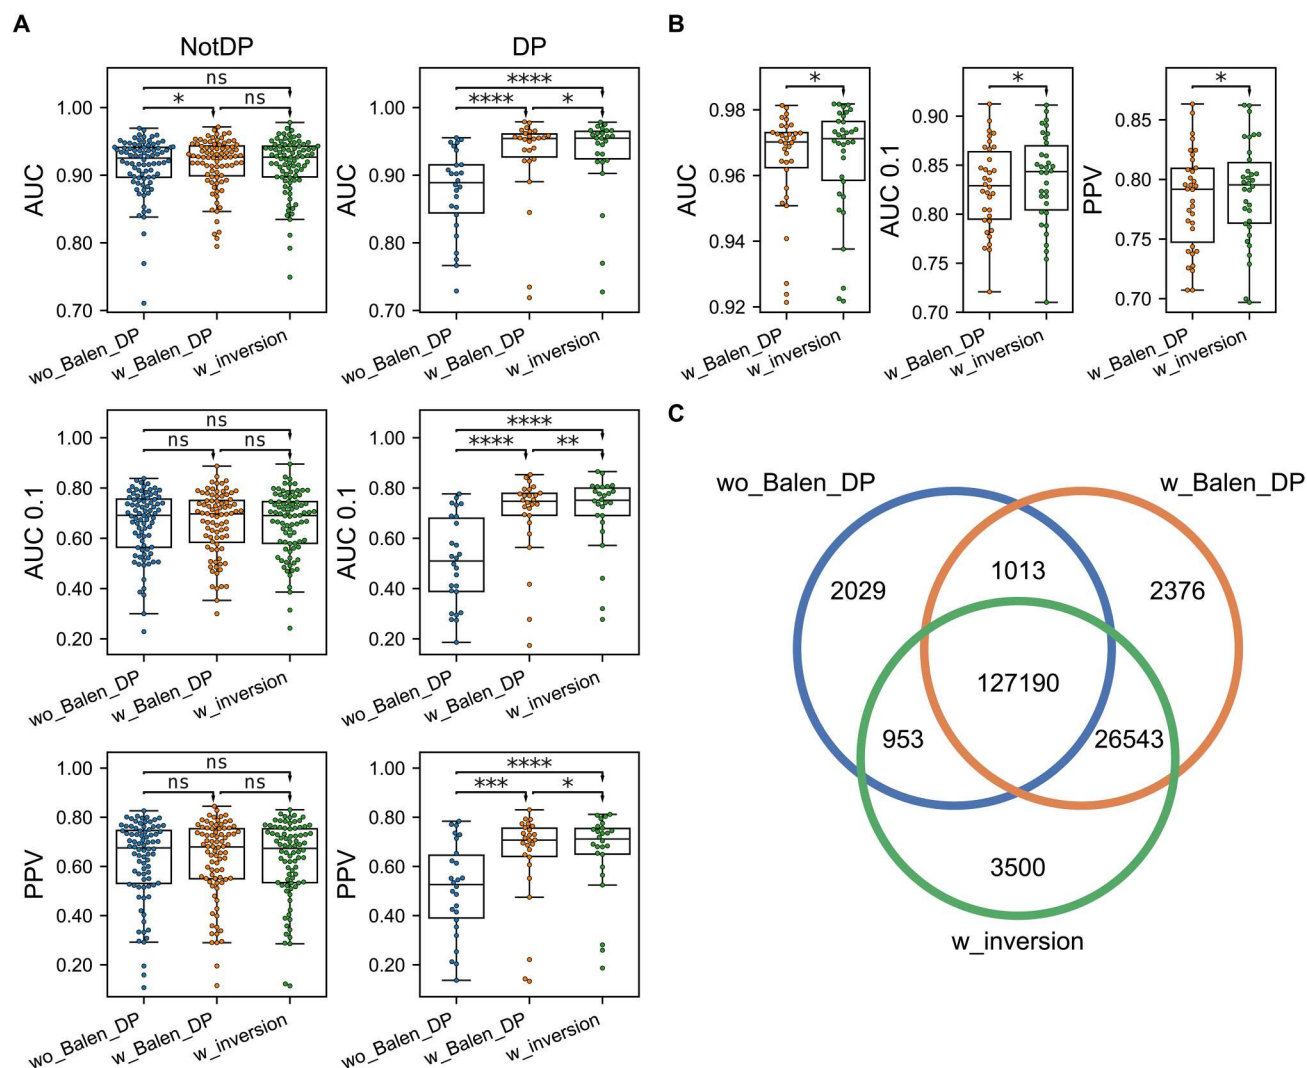 A
NotDP
DP
ns
* ns
1.00
0.90
0.80
0.70
AUC
wo_Balen_DP
w_Balen_DP
w_inversion
****
**** *
1.00
0.90
0.80
0.70
AUC
wo_Balen_DP
w_Balen_DP
w_inversion
ns
ns ns
1.00
0.80
0.60
0.40
0.20
AUC 0.1
wo_Balen_DP
w_Balen_DP
w_inversion
****
**** **
1.00
0.80
0.60
0.40
0.20
AUC 0.1
wo_Balen_DP
w_Balen_DP
w_inversion
ns
ns ns
1.00
0.80
0.60
0.40
0.20
PPV
wo_Balen_DP
w_Balen_DP
w_inversion
****
*** *
1.00
0.80
0.60
0.40
0.20
PPV
wo_Balen_DP
w_Balen_DP
w_inversion
B
*
0.98
0.96
0.94
0.92
AUC
w_Balen_DP
w_inversion
*
0.90
0.85
0.80
0.75
0.70
AUC 0.1
w_Balen_DP
w_inversion
*
0.85
0.80
0.75
0.70
PPV
w_Balen_DP
w_inversion
C
wo_Balen_DP
w_Balen_DP
2029
1013
2376
127190
953
26543
3500
w_inversion